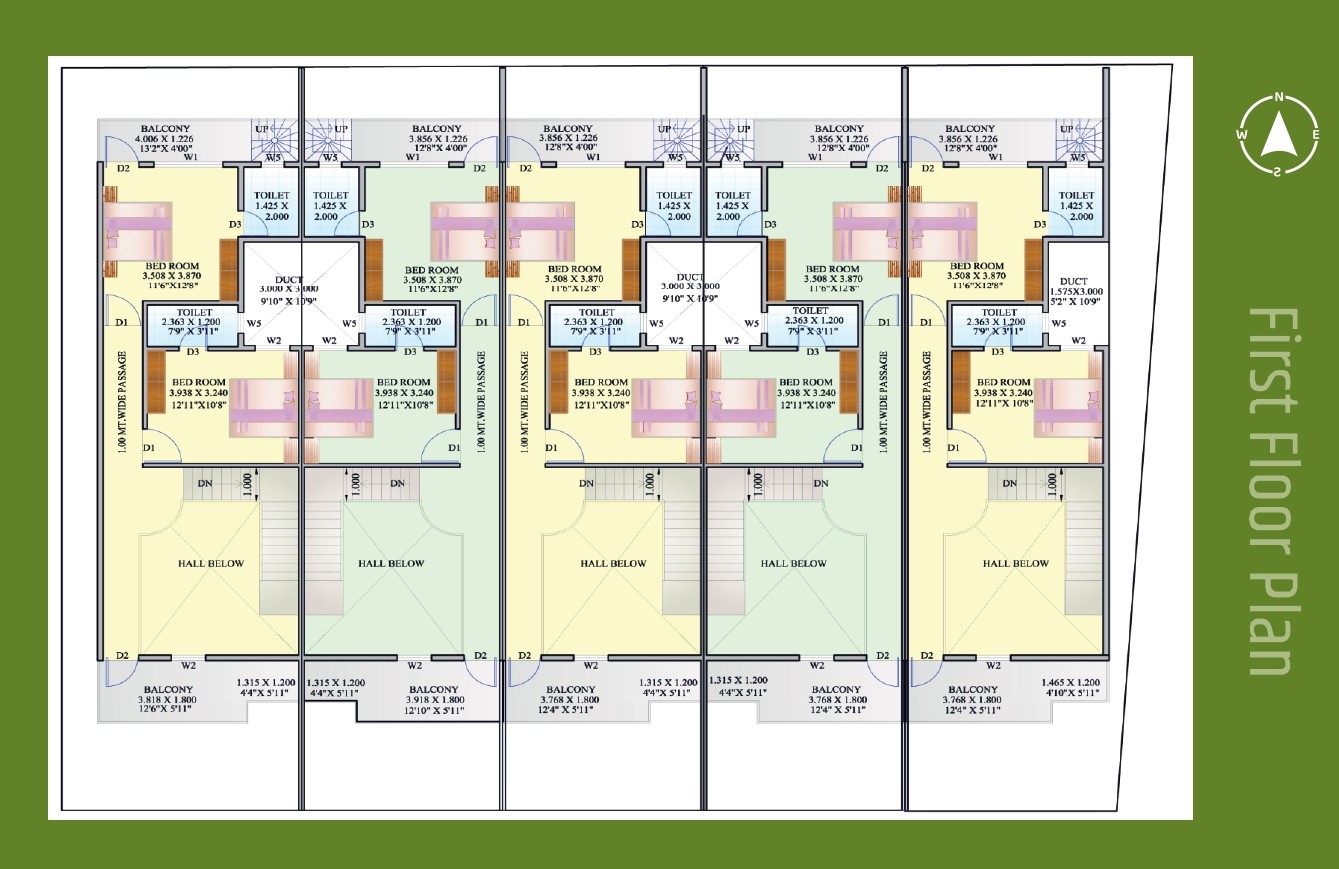 BALCONY
4.006 X 1.226
13'2"X 4'00"
UP
UP
BALCONY
3.856 X 1.226
12'8"X 4'00"
BALCONY
3.856 X 1.226
12'8"X 4'00"
UP
UP
BALCONY
3.856 X 1.226
12'8"X 4'00"
BALCONY
3.856 X 1.226
12'8"X 4'00"
UP
N
W
E
S
D2
W1
W5
W5
W1
D2
D2
W1
W5
W5
W1
D2
D2
W1
W5
TOILET
1.425 X
2.000
TOILET
1.425 X
2.000
TOILET
1.425 X
2.000
TOILET
1.425 X
2.000
TOILET
1.425 X
2.000
D3
D3
D3
D3
D3
BED ROOM
3.508 X 3.870
11'6"X12'8"
DUCT
3.000 X 3.000
9'10" X 10'9"
BED ROOM
3.508 X 3.870
11'6"X12'8"
BED ROOM
3.508 X 3.870
11'6"X12'8"
DUCT
3.000 X 3.000
9'10" X 10'9"
BED ROOM
3.508 X 3.870
11'6"X12'8"
BED ROOM
3.508 X 3.870
11'6"X12'8"
DUCT
1.575X3.000
5'2" X 10'9"
D1
TOILET
2.363 X 1.200
7'9" X 3'11"
W5
W5
TOILET
2.363 X 1.200
7'9" X 3'11"
D1
D1
TOILET
2.363 X 1.200
7'9" X 3'11"
W5
W5
TOILET
2.363 X 1.200
7'9" X 3'11"
D1
D1
TOILET
2.363 X 1.200
7'9" X 3'11"
W5
D3
W2
W2
D3
D3
W2
W2
D3
D3
W2
1.00 MT.WIDE PASSAGE
BED ROOM
3.938 X 3.240
12'11"X10'8"
BED ROOM
3.938 X 3.240
12'11"X10'8"
1.00 MT.WIDE PASSAGE
1.00 MT.WIDE PASSAGE
BED ROOM
3.938 X 3.240
12'11"X10'8"
BED ROOM
3.938 X 3.240
12'11"X10'8"
1.00 MT.WIDE PASSAGE
1.00 MT.WIDE PASSAGE
BED ROOM
3.938 X 3.240
12'11"X 10'8"
D1
D1
D1
D1
D1
DN
1.000
1.000
DN
DN
1.000
1.000
DN
DN
1.000
HALL BELOW
HALL BELOW
HALL BELOW
HALL BELOW
HALL BELOW
D2
W2
W2
D2
D2
W2
W2
D2
D2
W2
BALCONY
3.818 X 1.800
12'6"X 5'11"
1.315 X 1.200
4'4"X 5'11"
1.315 X 1.200
4'4"X 5'11"
BALCONY
3.918 X 1.800
12'10" X 5'11"
BALCONY
3.768 X 1.800
12'4" X 5'11"
1.315 X 1.200
4'4"X 5'11"
1.315 X 1.200
4'4"X 5'11"
BALCONY
3.768 X 1.800
12'4" X 5'11"
BALCONY
3.768 X 1.800
12'4" X 5'11"
1.465 X 1.200
4'10"X 5'11"
First Floor Plan